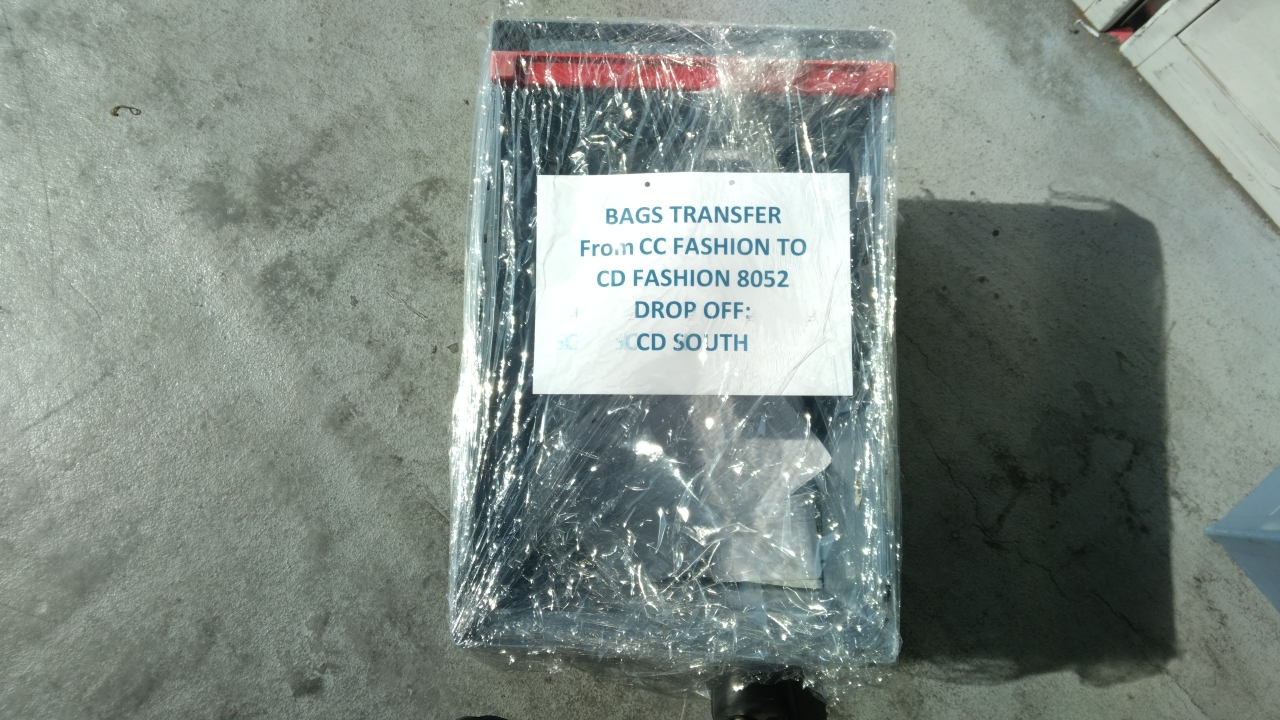 BAGS TRANSFER
From CC FASHION TO
CD FASHION 8052
DROP OFF:
CD SOUTH